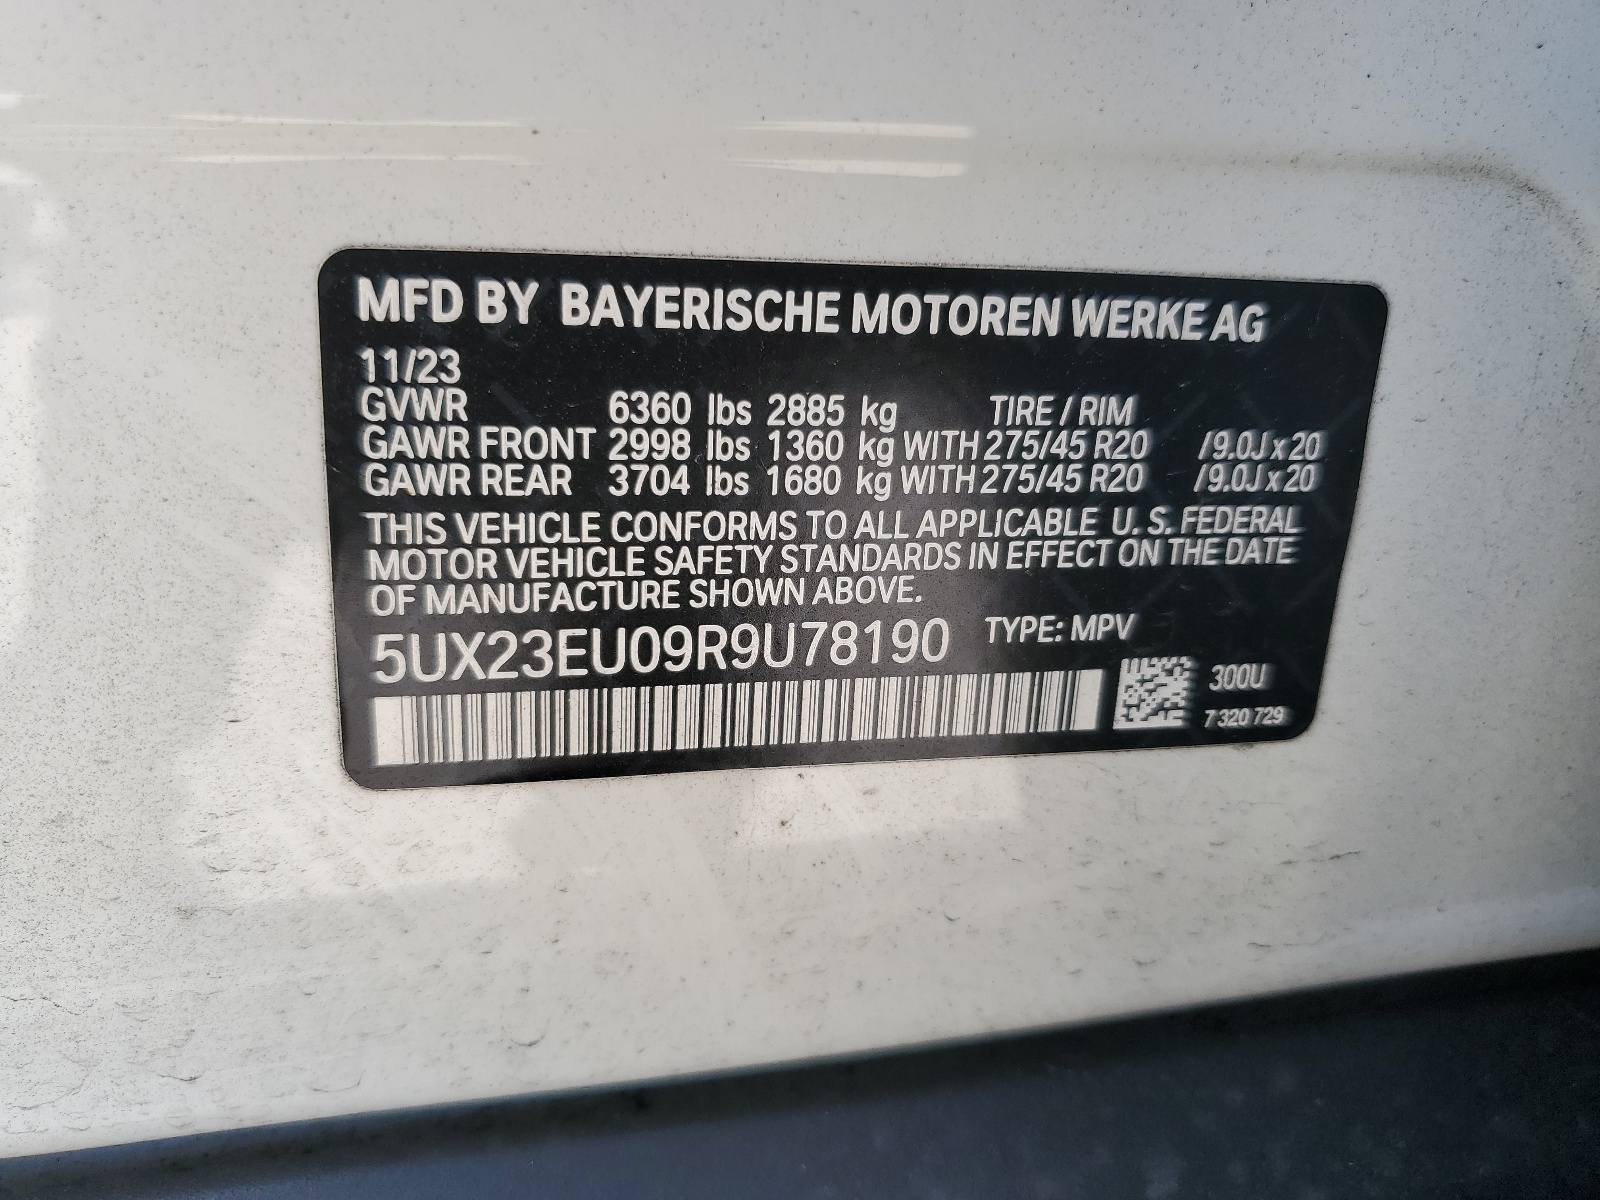 MFD BY BAYERISCHE MOTOREN WERKE AG
11/23
GVWR 6360 lbs 2885 kg TIRE / RIM
GAWR FRONT 2998 lbs 1360 kg WITH 275/45 R20 /9.0J x 20
GAWR REAR 3704 lbs 1680 kg WITH 275/45 R20 /9.0J x 20
THIS VEHICLE CONFORMS TO ALL APPLICABLE U. S. FEDERAL
MOTOR VEHICLE SAFETY STANDARDS IN EFFECT ON THE DATE
OF MANUFACTURE SHOWN ABOVE.
5UX23EU09R9U78190 TYPE: MPV
300U
7 320 729